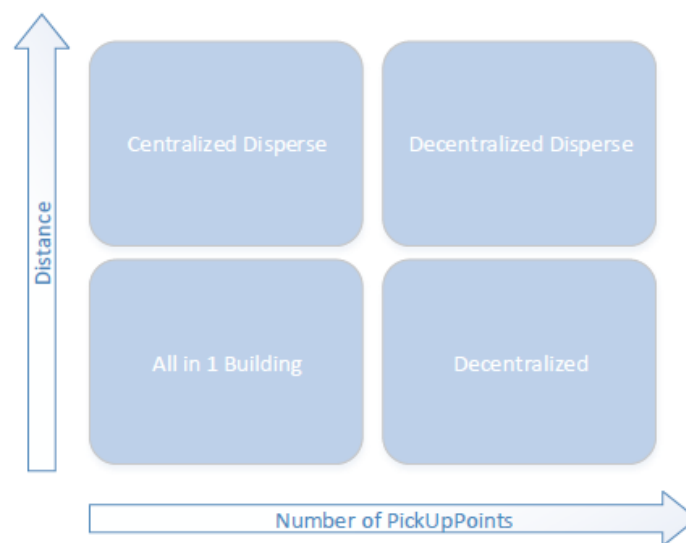 Centralized Disperse
Decentralized Disperse
Distance
All in 1 Building
Decentralized
Number of PickUpPoints